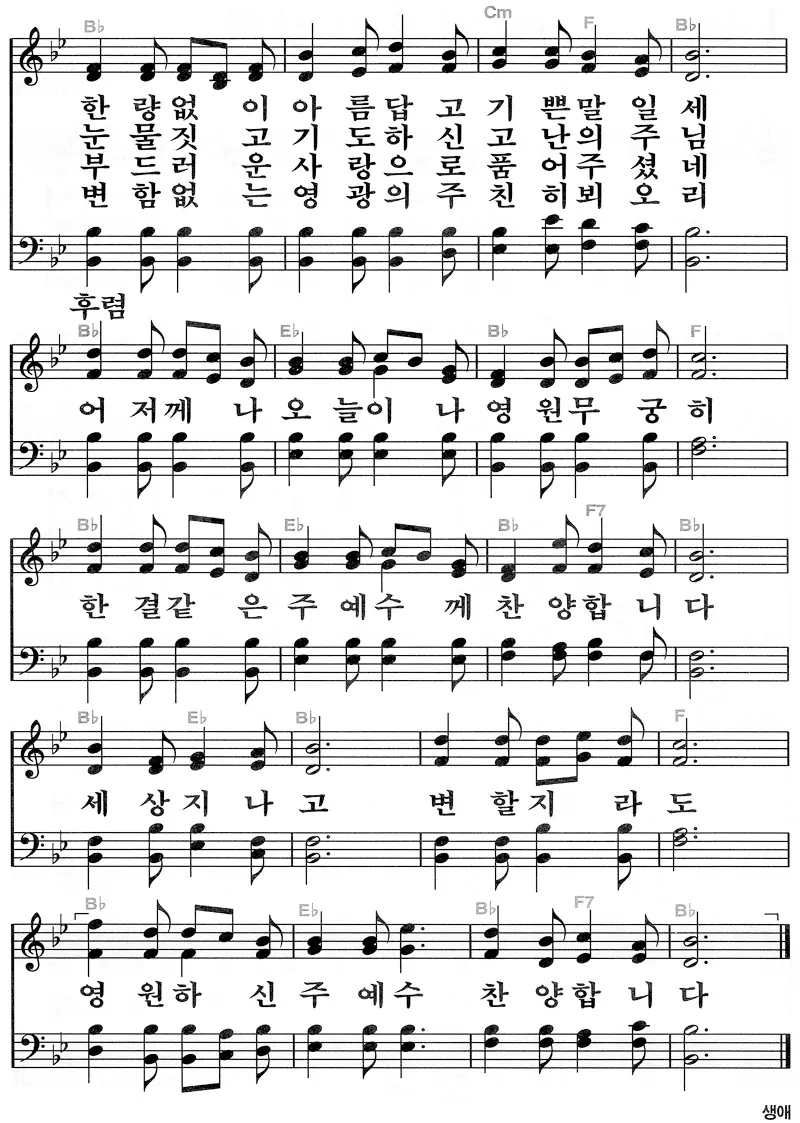 B♭ Cm F B♭
한 량없 이 아 름답 고 기 쁜말 일 세
눈 물짓 고 기 도하 신 고 난의 주 님
부 드러 운 사 랑으 로 품 어주 셨 네
변 함없 는 영 광의 주 친 히뵈 오 리
후렴
B♭ E♭ B♭ F
어 저께 나 오 늘이 나 영 원무 궁 히
B♭ E♭ B♭ F7 B♭
한 결같 은 주 예수 께 찬 양합 니 다
B♭ E♭ B♭ F
세 상지 나 고 변 할지 라 도
B♭ E♭ B♭ F7 B♭
영 원하 신 주 예수 찬 양합 니 다
생애